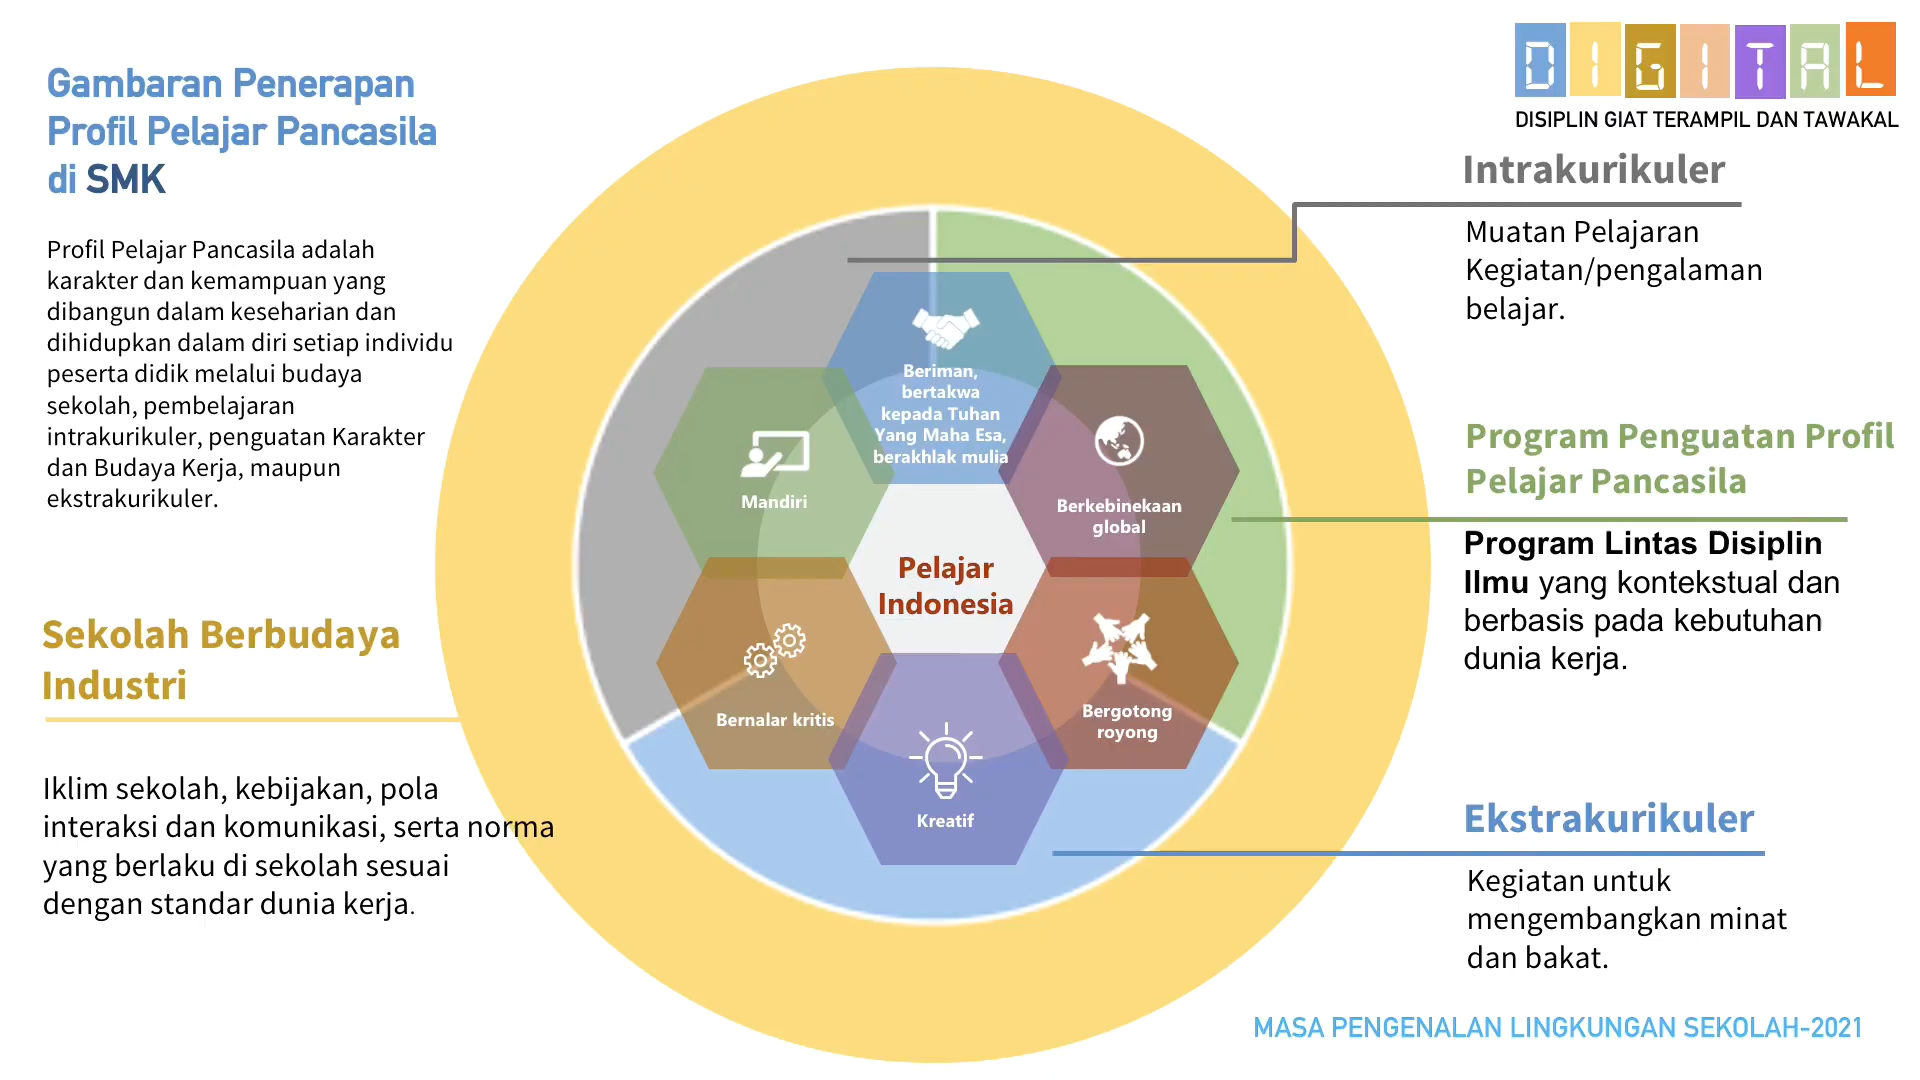 Gambaran Penerapan
Profil Pelajar Pancasila
di SMK
Profil Pelajar Pancasila adalah
karakter dan kemampuan yang
dibangun dalam keseharian dan
dihidupkan dalam diri setiap individu
peserta didik melalui budaya
sekolah, pembelajaran
intrakurikuler, penguatan Karakter
dan Budaya Kerja, maupun
ekstrakurikuler.
Sekolah Berbudaya
Industri
Iklim sekolah, kebijakan, pola
interaksi dan komunikasi, serta norma
yang berlaku di sekolah sesuai
dengan standar dunia kerja.
Beriman,
bertakwa
kepada Tuhan
Yang Maha Esa,
berakhlak mulia
Mandiri
Berkebinekaan
global
Pelajar
Indonesia
Bernalar kritis
Bergotong
royong
Kreatif
DIGITAL
DISIPLIN GIAT TERAMPIL DAN TAWAKAL
Intrakurikuler
Muatan Pelajaran
Kegiatan/pengalaman
belajar.
Program Penguatan Profil
Pelajar Pancasila
Program Lintas Disiplin
Ilmu yang kontekstual dan
berbasis pada kebutuhan
dunia kerja.
Ekstrakurikuler
Kegiatan untuk
mengembangkan minat
dan bakat.
MASA PENGENALAN LINGKUNGAN SEKOLAH-2021